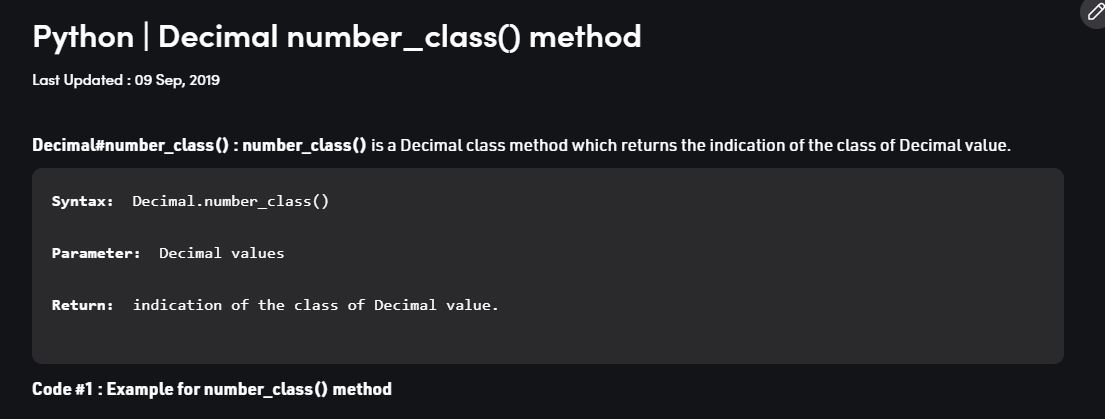 Python | Decimal number_class() method
Last Updated : 09 Sep, 2019
Decimal#number_class() : number_class() is a Decimal class method which returns the indication of the class of Decimal value.
Syntax:  Decimal.number_class()
Parameter:  Decimal values
Return:  indication of the class of Decimal value.
Code #1 : Example for number_class() method